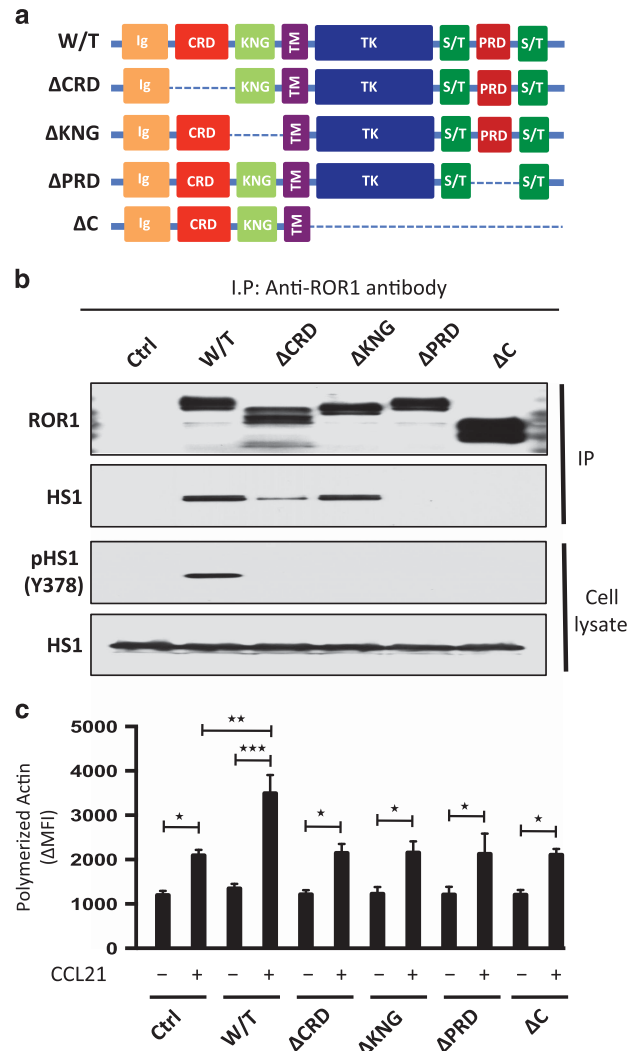 a
W/T Ig CRD KNG TM TK S/T PRD S/T
ΔCRD Ig KNG TM TK S/T PRD S/T
ΔKNG Ig CRD TM TK S/T PRD S/T
ΔPRD Ig CRD KNG TM TK S/T S/T
ΔC Ig CRD KNG TM
b
I.P: Anti-ROR1 antibody
Ctrl W/T ΔCRD ΔKNG ΔPRD ΔC
ROR1
HS1
IP
pHS1
(Y378)
HS1
Cell
lysate
c
Polymerized Actin
(ΔMFI)
5000
4000
3000
2000
1000
0
★★
★★★
★ ★ ★ ★ ★
CCL21 − + − + − + − + − + − +
Ctrl W/T ΔCRD ΔKNG ΔPRD ΔC